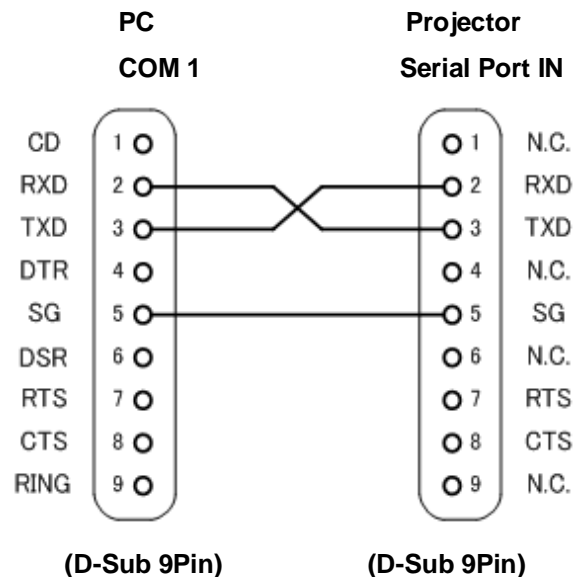 PC Projector
COM 1 Serial Port IN
CD 1 1 N.C.
RXD 2 2 RXD
TXD 3 3 TXD
DTR 4 4 N.C.
SG 5 5 SG
DSR 6 6 N.C.
RTS 7 7 RTS
CTS 8 8 CTS
RING 9 9 N.C.
(D-Sub 9Pin) (D-Sub 9Pin)